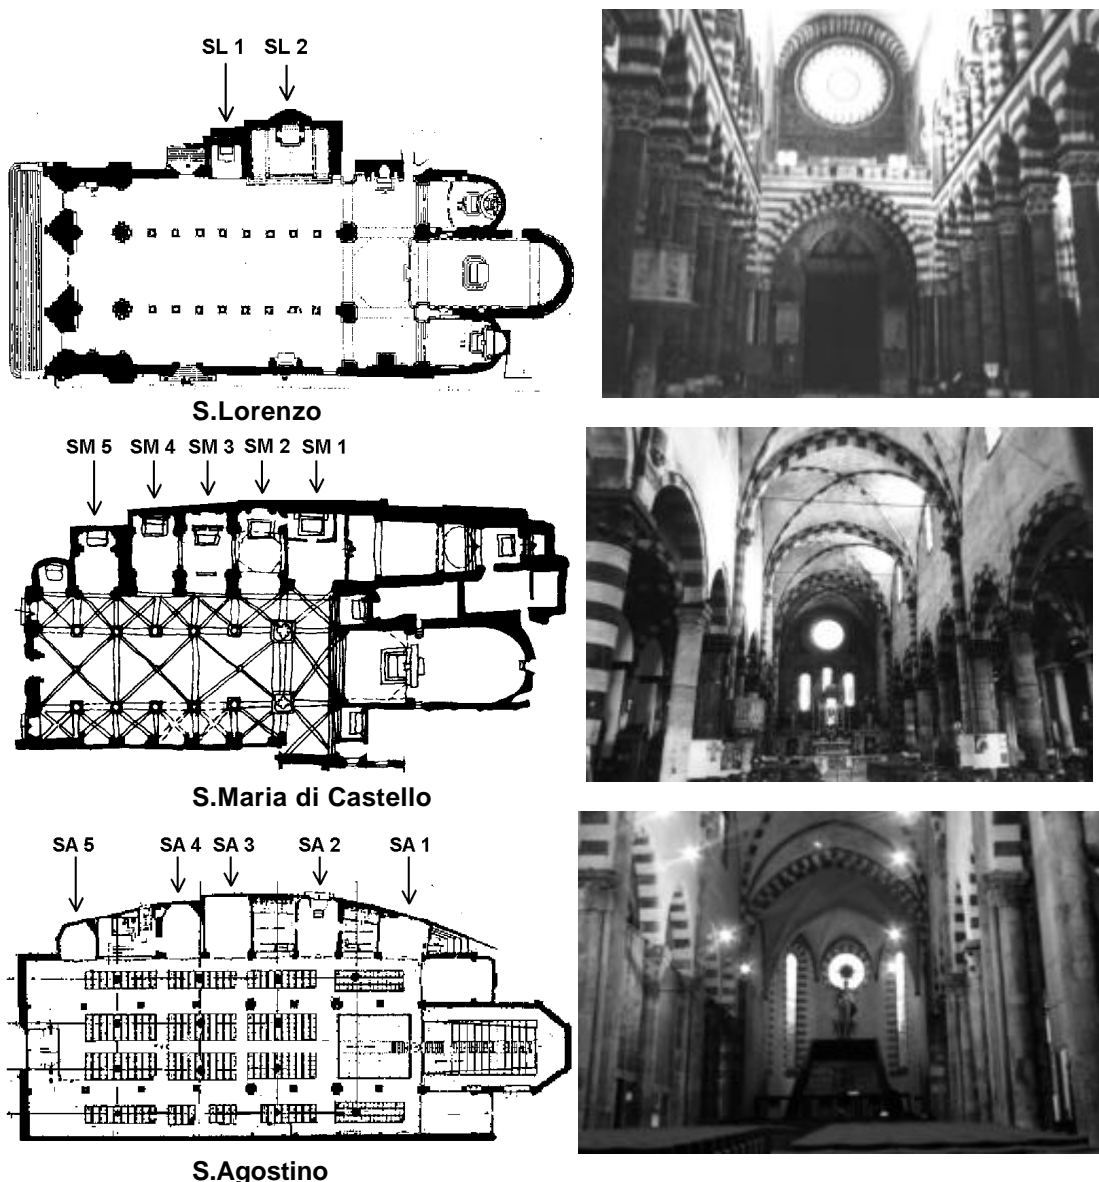 SL 1 SL 2
S.Lorenzo
SM 5 SM 4 SM 3 SM 2 SM 1
S.Maria di Castello
SA 5 SA 4 SA 3 SA 2 SA 1
S.Agostino